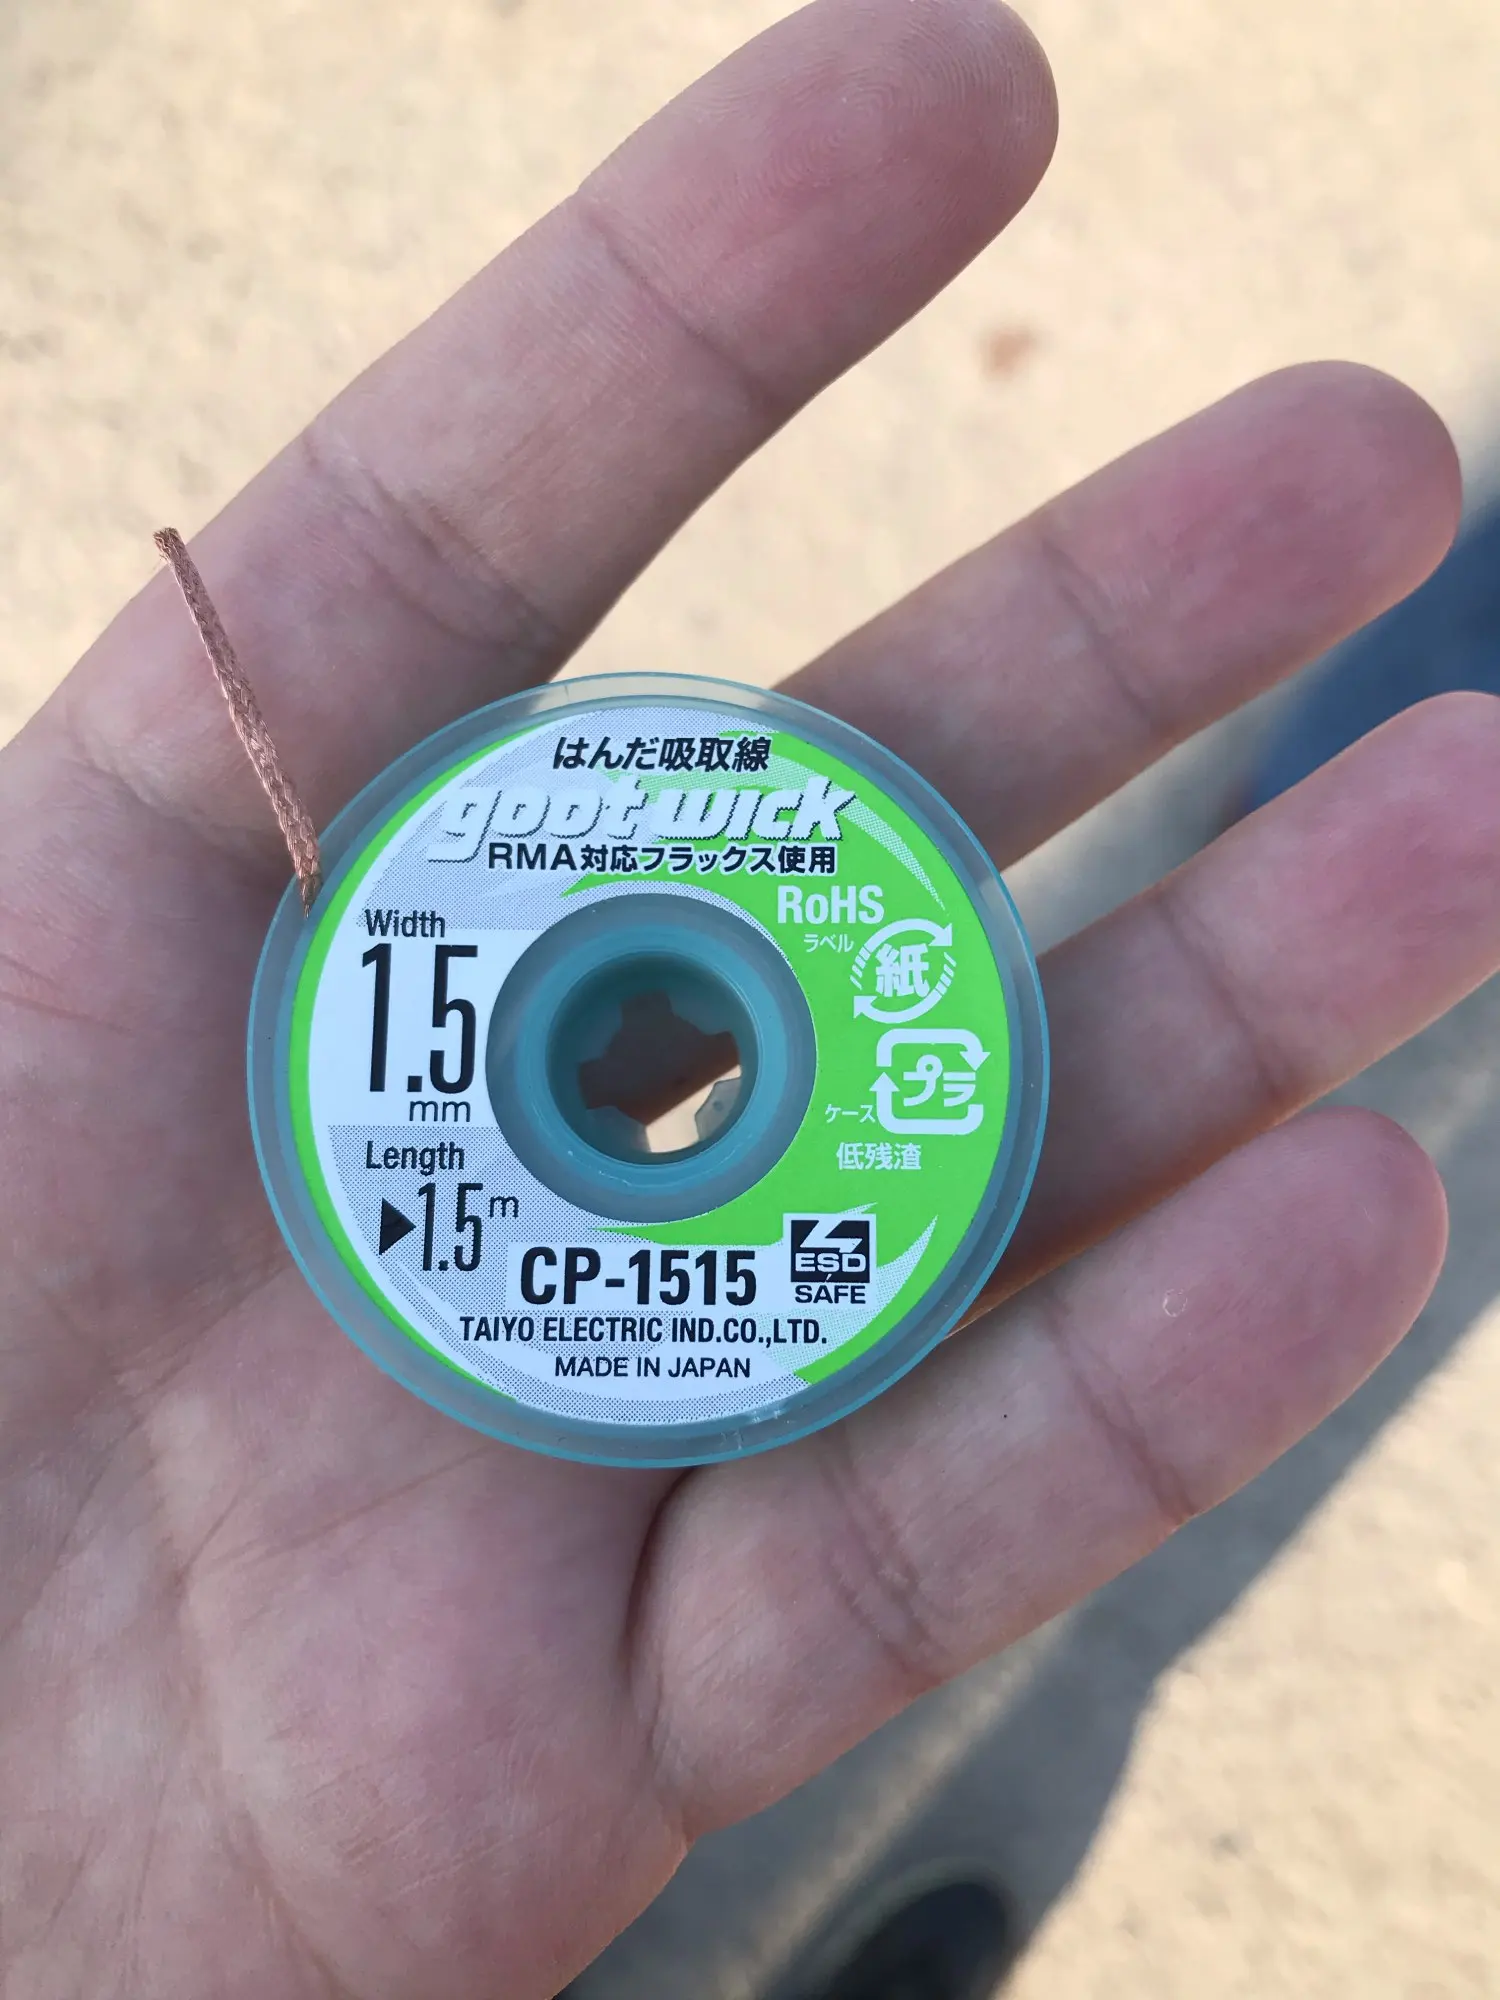 はんだ吸取線
goot wick
RMA対応フラックス使用
RoHS
ラベル
紙
Width
1.5
mm
プラ
ケース
低残渣
Length
▶1.5m
CP-1515
ESD
SAFE
TAIYO ELECTRIC IND.CO.,LTD.
MADE IN JAPAN